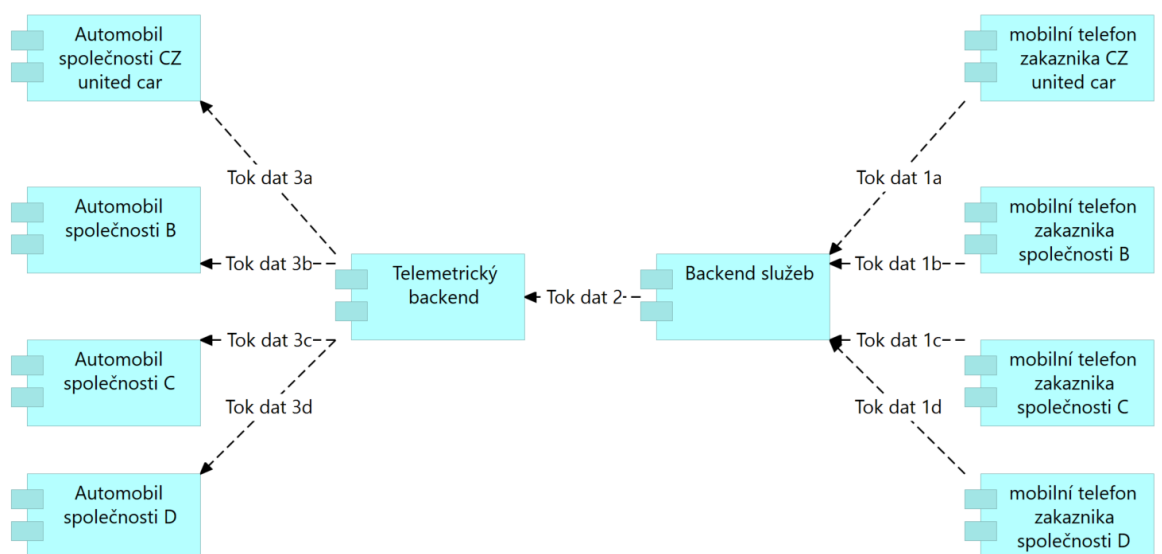 Automobil
společnosti CZ
united car
mobilní telefon
zakaznika CZ
united car
Tok dat 3a
Tok dat 1a
Automobil
společnosti B
mobilní telefon
zakaznika
společnosti B
Tok dat 3b
Telemetrický
backend
Tok dat 2
Backend služeb
Tok dat 1b
Automobil
společnosti C
Tok dat 3c
Tok dat 1c
mobilní telefon
zakaznika
společnosti C
Tok dat 3d
Tok dat 1d
Automobil
společnosti D
mobilní telefon
zakaznika
společnosti D